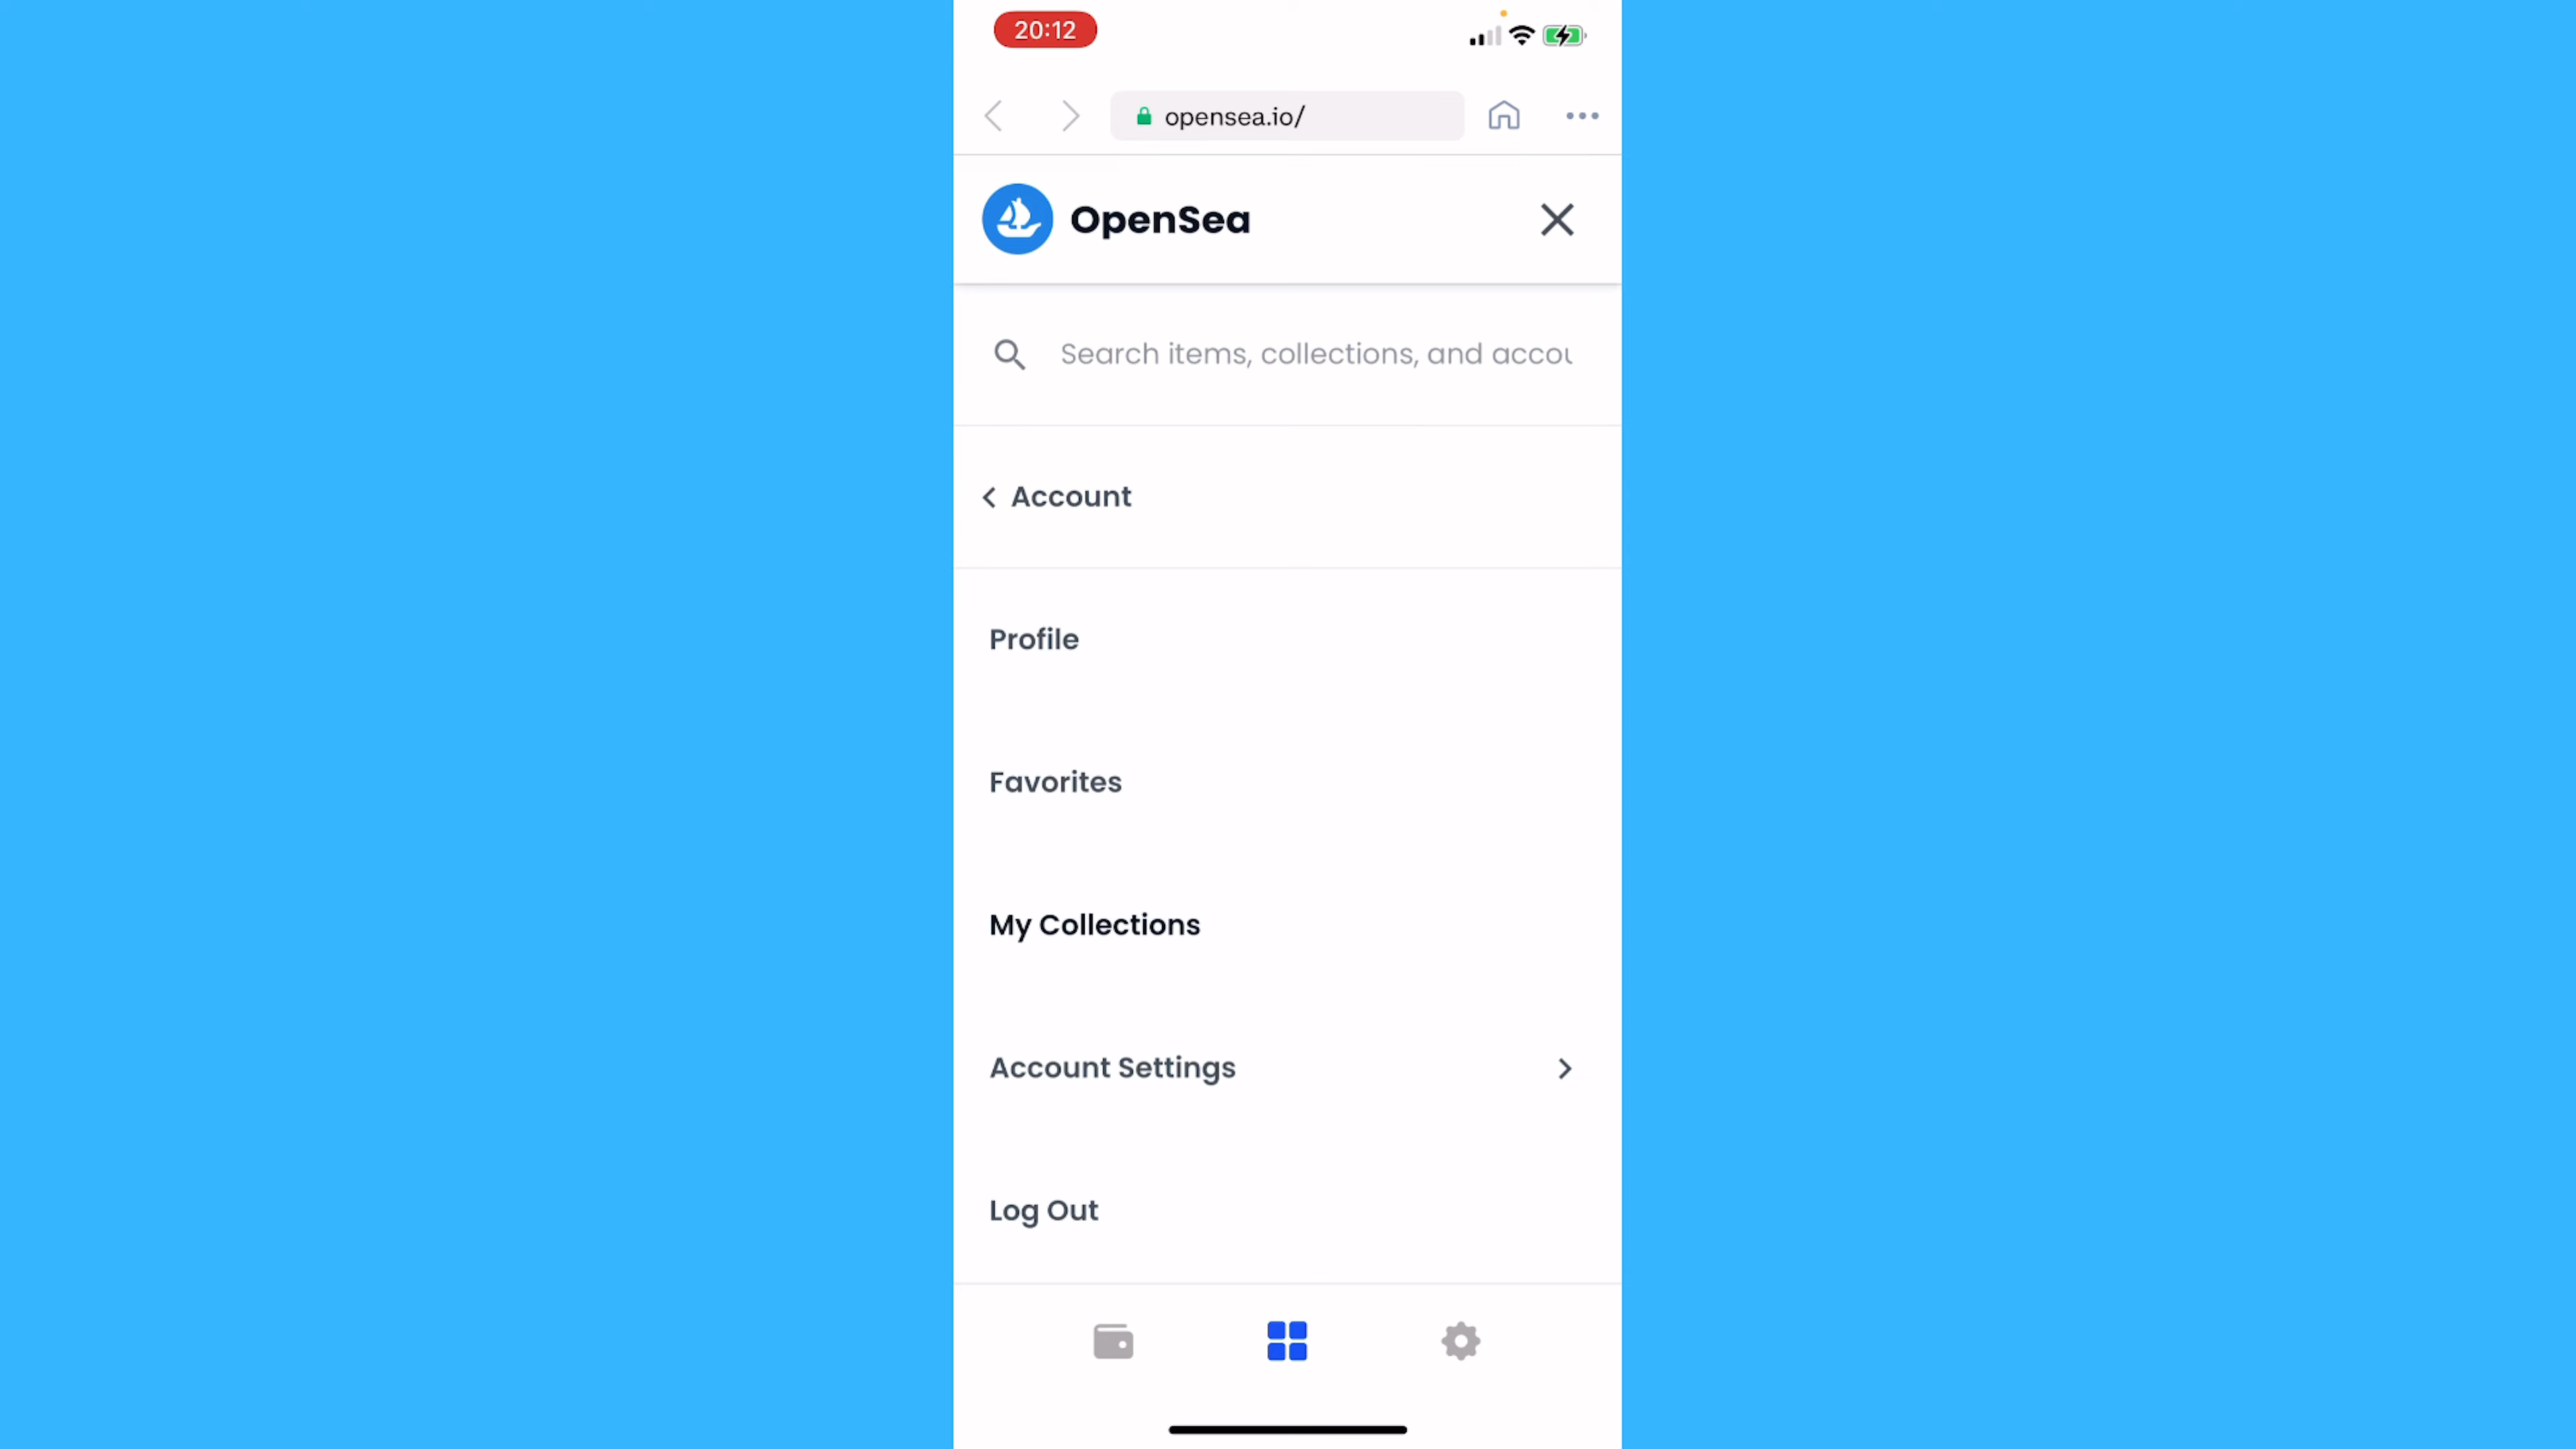 20:12
opensea.io/
OpenSea
Search items, collections, and accou
Account
Profile
Favorites
My Collections
Account Settings
Log Out